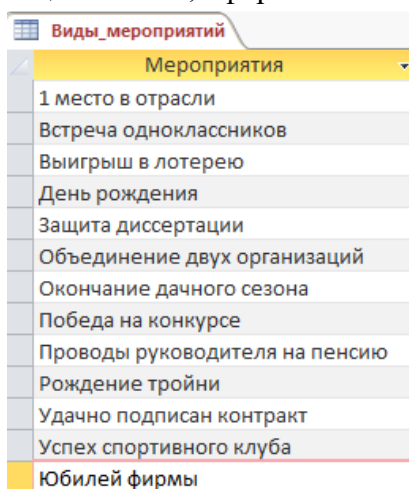 Виды_мероприятий
Мероприятия
1 место в отрасли
Встреча одноклассников
Выигрыш в лотерею
День рождения
Защита диссертации
Объединение двух организаций
Окончание дачного сезона
Победа на конкурсе
Проводы руководителя на пенсию
Рождение тройни
Удачно подписан контракт
Успех спортивного клуба
Юбилей фирмы